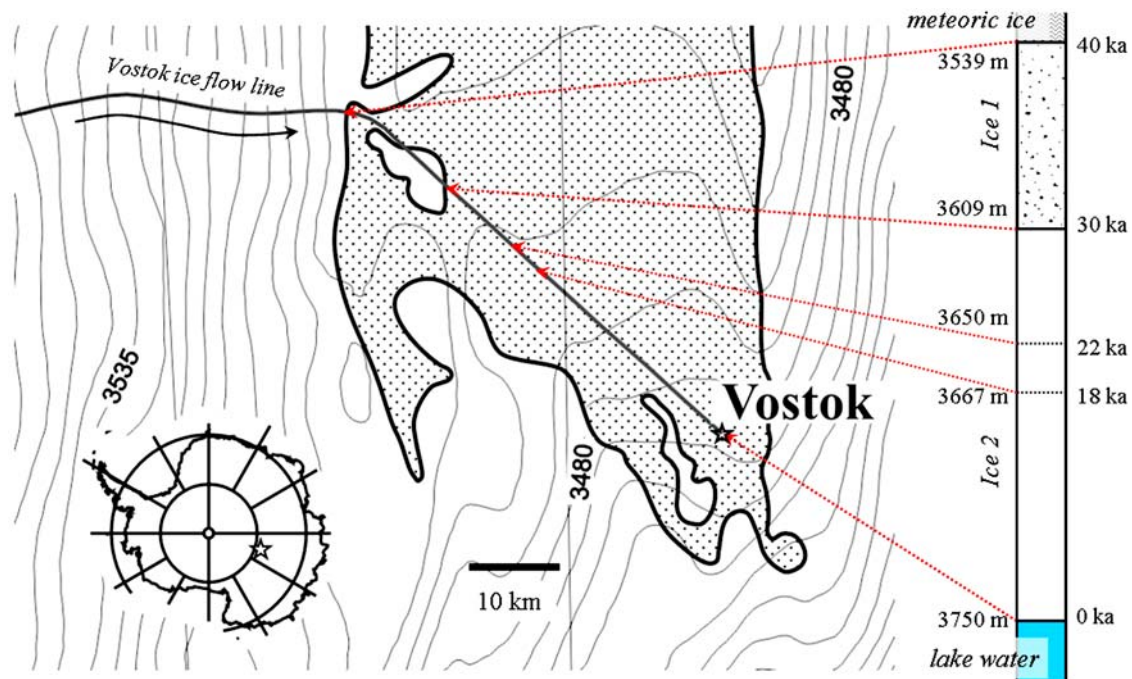 meteoric ice
40 ka
3539 m
Vostok ice flow line
3480
Ice 1
3609 m
30 ka
3650 m
22 ka
3535
3667 m
18 ka
Vostok
3480
Ice 2
10 km
3750 m
0 ka
lake water